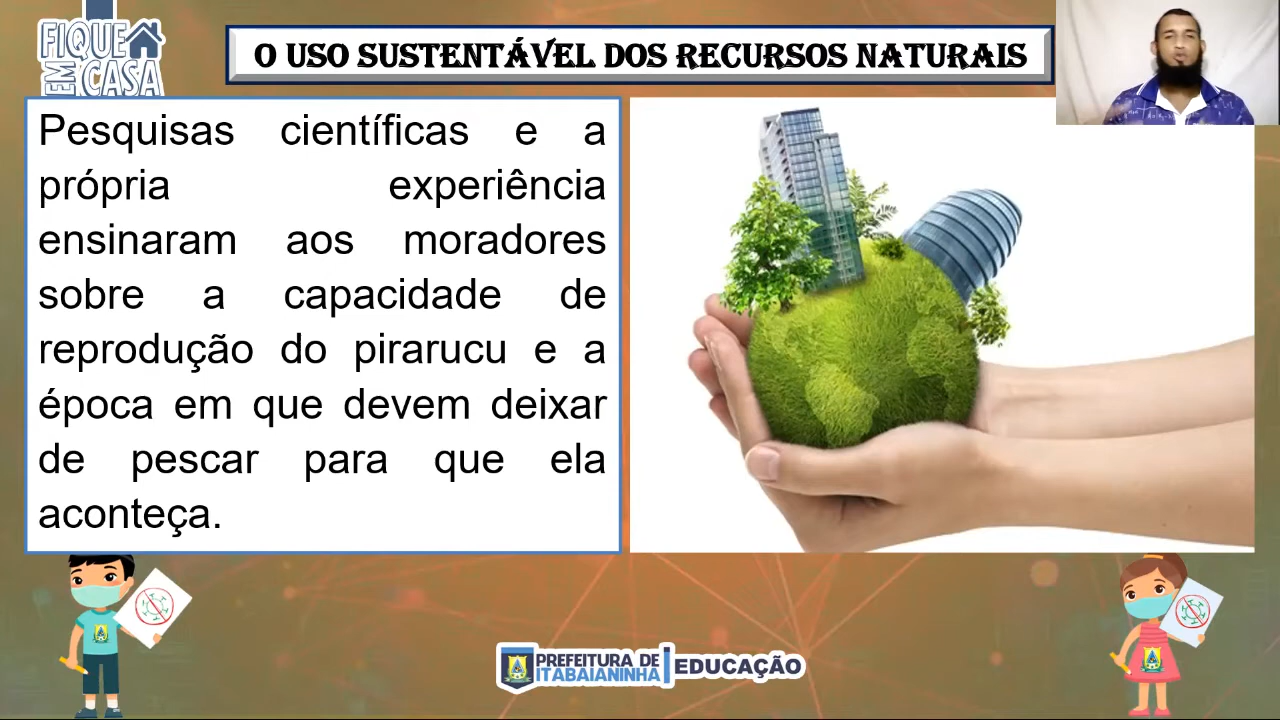 FIQUE
EM
CASA
O USO SUSTENTÁVEL DOS RECURSOS NATURAIS
Pesquisas científicas e a
própria experiência
ensinaram aos moradores
sobre a capacidade de
reprodução do pirarucu e a
época em que devem deixar
de pescar para que ela
aconteça.
PREFEITURA DE
ITABAIANINHA
EDUCAÇÃO